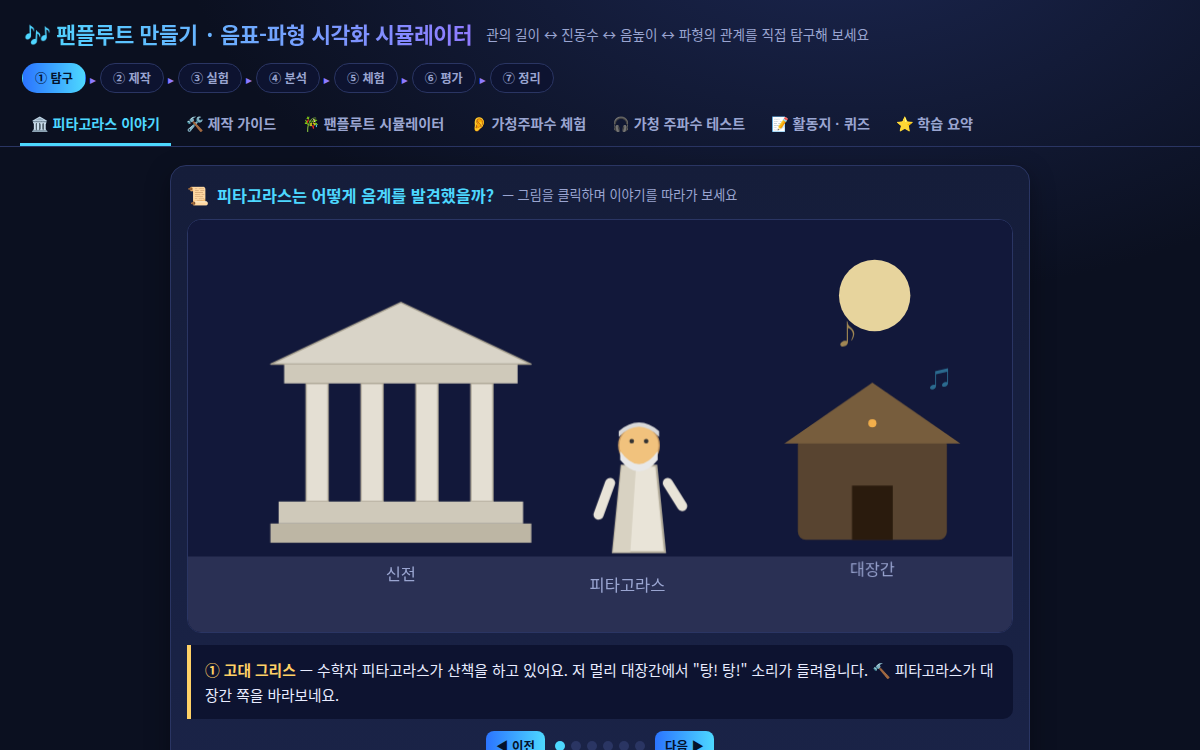 🎶 팬플루트 만들기 · 음표-파형 시각화 시뮬레이터 관의 길이 ↔ 진동수 ↔ 음높이 ↔ 파형의 관계를 직접 탐구해 보세요
① 탐구 ▸ ② 제작 ▸ ③ 실험 ▸ ④ 분석 ▸ ⑤ 체험 ▸ ⑥ 평가 ▸ ⑦ 정리
🏛️ 피타고라스 이야기 🛠️ 제작 가이드 🎋 팬플루트 시뮬레이터 👂 가청주파수 체험 🎧 가청 주파수 테스트 📝 활동지 · 퀴즈 ⭐ 학습 요약
📜 피타고라스는 어떻게 음계를 발견했을까? — 그림을 클릭하며 이야기를 따라가 보세요
신전
피타고라스
대장간
① 고대 그리스 — 수학자 피타고라스가 산책을 하고 있어요. 저 멀리 대장간에서 "탕! 탕!" 소리가 들려옵니다. 🔨 피타고라스가 대
장간 쪽을 바라보네요.
◀ 이전 다음 ▶